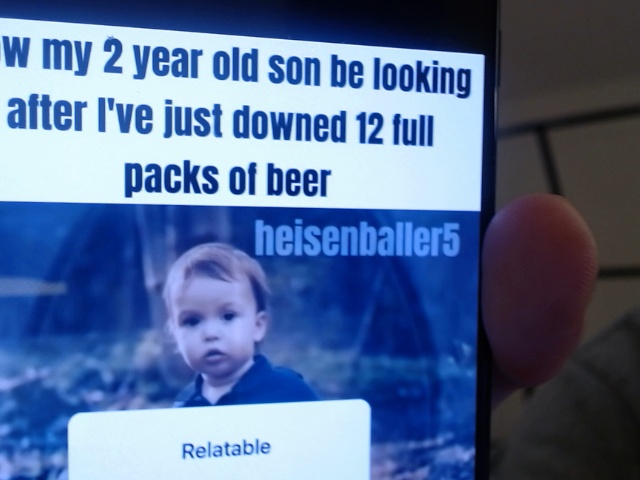 my 2 year old son be looking
after I've just downed 12 full
packs of beer
heisenballer5
Relatable